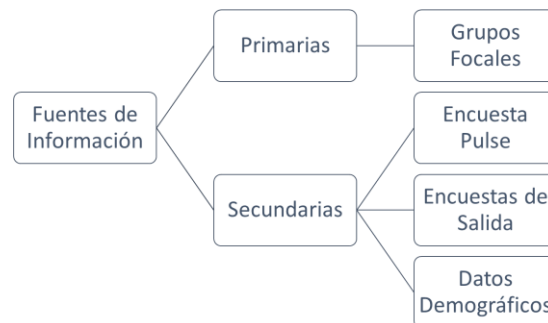 Fuentes de
Información
Primarias
Grupos
Focales
Secundarias
Encuesta
Pulse
Encuestas de
Salida
Datos
Demográficos